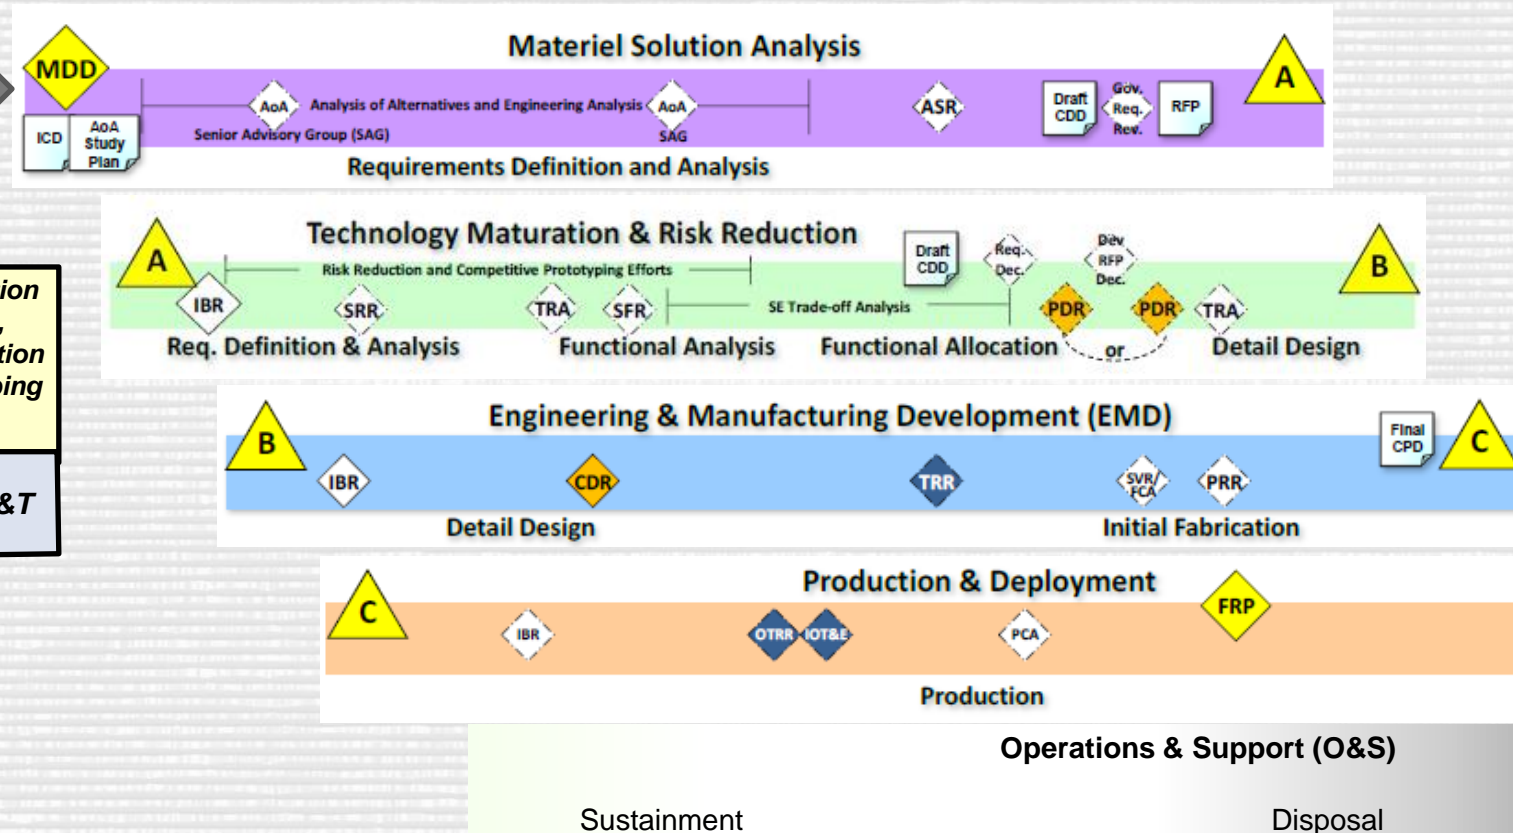 Materiel Solution Analysis
MDD
A
AoA
Analysis of Alternatives and Engineering Analysis
AoA
ASR
Draft
CDD
Gov.
Req.
Rev.
RFP
ICD
AoA
Study
Plan
Senior Advisory Group (SAG)
SAG
Requirements Definition and Analysis
Technology Maturation & Risk Reduction
A
Risk Reduction and Competitive Prototyping Efforts
Draft
CDD
Req.
Dec.
Dev
RFP
Dec.
B
IBR
SRR
TRA
SFR
SE Trade-off Analysis
PDR
PDR
TRA
Req. Definition & Analysis
Functional Analysis
Functional Allocation
or
Detail Design
Engineering & Manufacturing Development (EMD)
B
Final
CPD
C
IBR
CDR
TRR
SVR/
FCA
PRR
Detail Design
Initial Fabrication
Production & Deployment
C
FRP
IBR
OTRR
IOT&E
PCA
Production
Operations & Support (O&S)
Sustainment
Disposal
&T